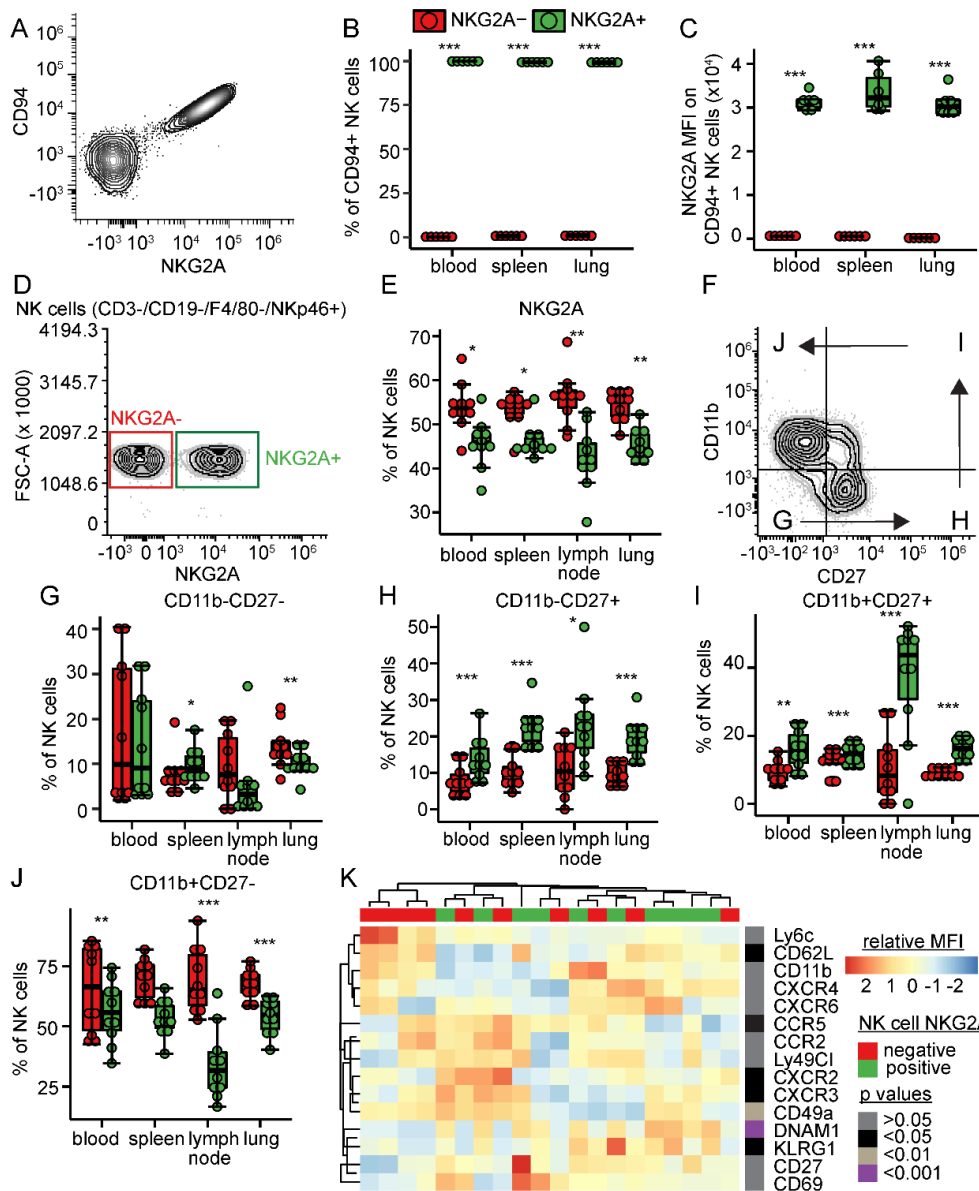 NKG2A− NKG2A+
A
CD94
10⁶
10⁵
10⁴
10³
-10³
-10³ 10³ 10⁴ 10⁵ 10⁶
NKG2A
B
% of CD94+ NK cells
100
75
50
25
0
*** *** ***
blood spleen lung
C
NKG2A MFI on
CD94+ NK cells (x10⁴)
4
3
2
1
0
*** *** ***
blood spleen lung
D
NK cells (CD3-/CD19-/F4/80-/NKp46+)
FSC-A (x 1000)
4194.3
3145.7
2097.2
1048.6
0
NKG2A-
NKG2A+
-10³ 0 10³ 10⁴ 10⁵ 10⁶
NKG2A
E
NKG2A
% of NK cells
70
60
50
40
30
* * ** **
blood spleen lymph lung
node
F
CD11b
10⁶
10⁵
10⁴
10³
-10³
J I
G H
-10³ -10² 10³ 10⁴ 10⁵ 10⁶
CD27
G
CD11b-CD27-
% of NK cells
40
30
20
10
0
* **
blood spleen lymph lung
node
H
CD11b-CD27+
% of NK cells
50
40
30
20
10
0
*** *** * ***
blood spleen lymph lung
node
I
CD11b+CD27+
% of NK cells
40
20
0
** *** *** ***
blood spleen lymph lung
node
J
CD11b+CD27-
% of NK cells
75
50
25
** *** ***
blood spleen lymph lung
node
K
Ly6c
CD62L
CD11b
CXCR4
CXCR6
CCR5
CCR2
Ly49CI
CXCR2
CXCR3
CD49a
DNAM1
KLRG1
CD27
CD69
relative MFI
2 1 0 -1 -2
NK cell NKG2A
negative
positive
p values
>0.05
<0.05
<0.01
<0.001